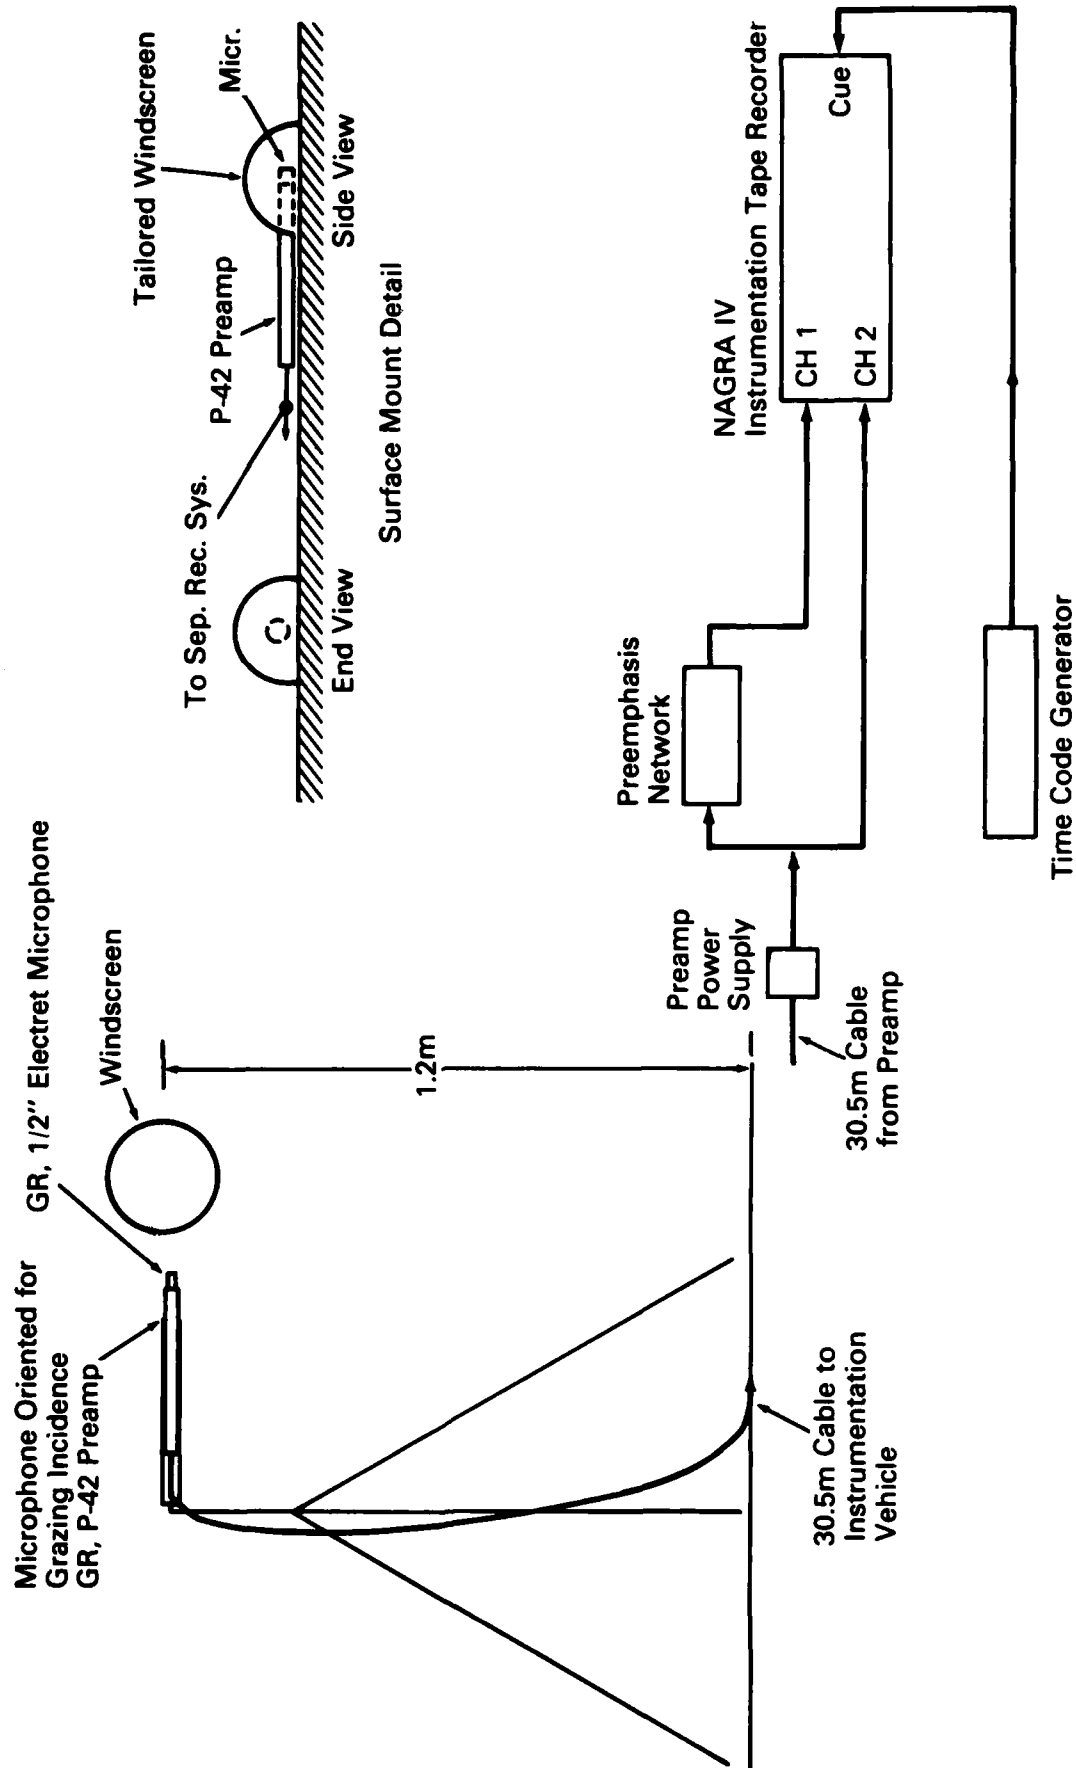 Microphone Oriented for
Grazing Incidence
GR, P-42 Preamp
GR, 1/2" Electret Microphone
Windscreen
1.2m
30.5m Cable to
Instrumentation
Vehicle
Tailored Windscreen
Micr.
P-42 Preamp
To Sep. Rec. Sys.
End View
Side View
Surface Mount Detail
Preamp
Power
Supply
30.5m Cable
from Preamp
Preemphasis
Network
NAGRA IV
Instrumentation Tape Recorder
CH 1
CH 2
Cue
Time Code Generator